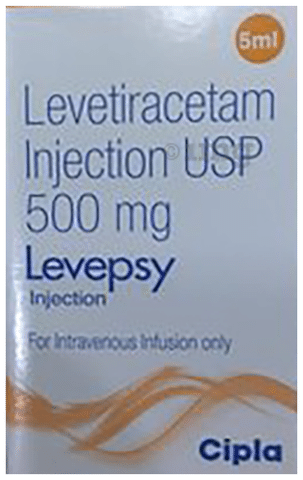 5ml
Levetiracetam
Injection USP
500 mg
Levepsy
Injection
For Intravenous Infusion only
Cipla